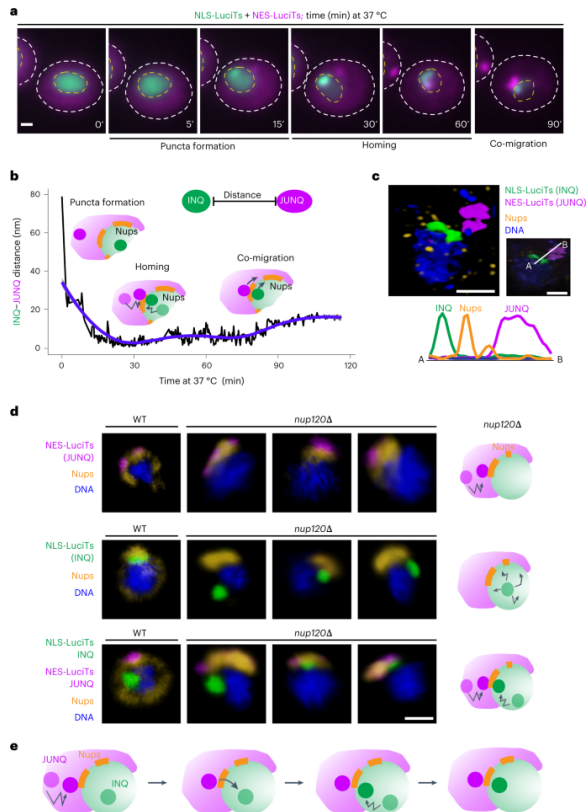 a
NLS-LuciTs + NES-LuciTs; time (min) at 37 °C
0′
5′
15′
30′
60′
90′
Puncta formation
Homing
Co-migration
b
80
60
40
20
0
INQ–JUNQ distance (nm)
Puncta formation
Nups
INQ
Distance
JUNQ
Homing
Nups
Co-migration
Nups
0
30
60
90
120
Time at 37 °C (min)
c
NLS-LuciTs (INQ)
NES-LuciTs (JUNQ)
Nups
DNA
A
B
INQ
Nups
JUNQ
A
B
d
WT
nup120Δ
nup120Δ
NES-LuciTs
(JUNQ)
Nups
DNA
Nups
WT
nup120Δ
NLS-LuciTs
(INQ)
Nups
DNA
WT
nup120Δ
NLS-LuciTs
INQ
NES-LuciTs
JUNQ
Nups
DNA
e
JUNQ
Nups
INQ